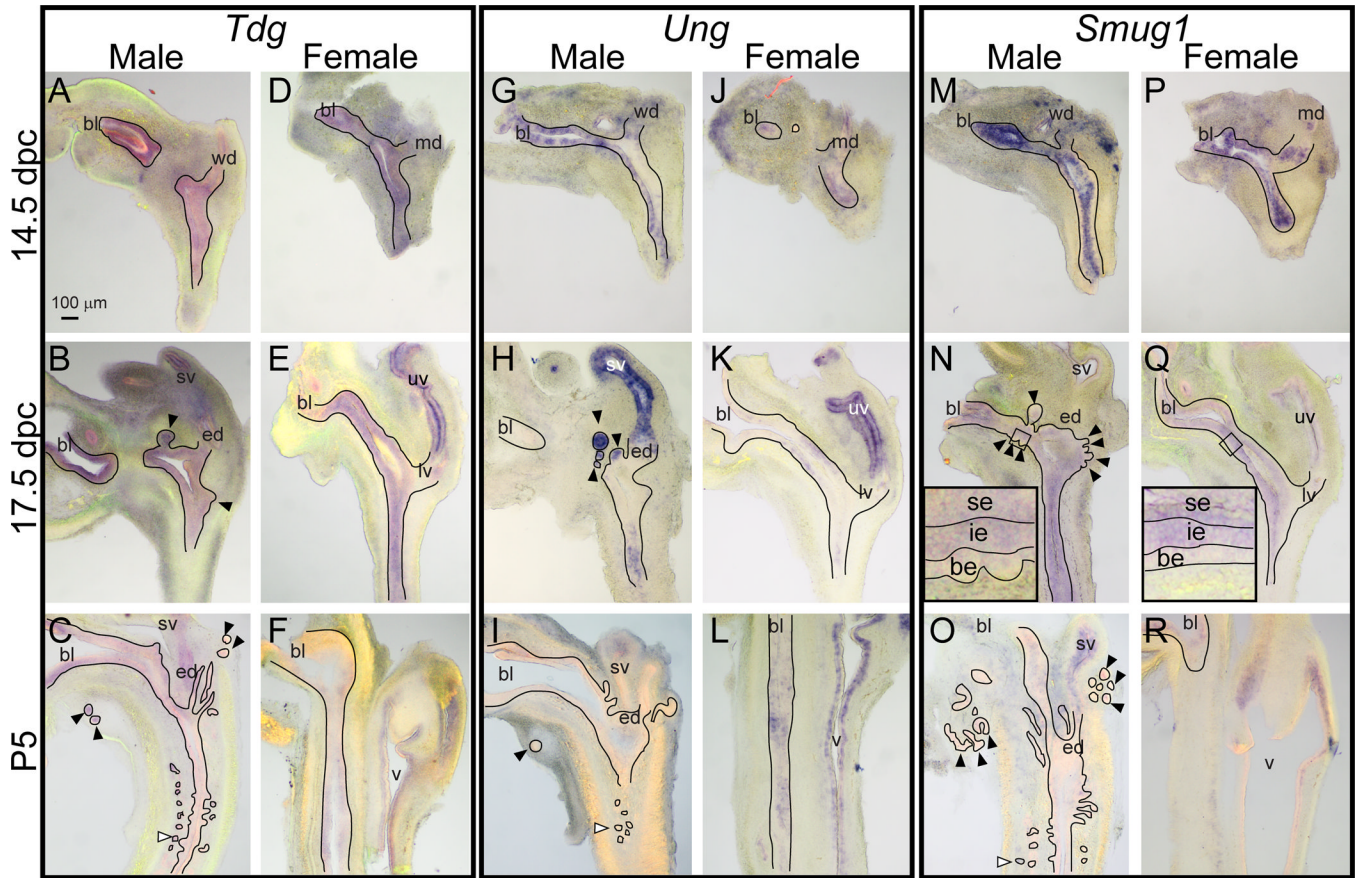 Tdg
Ung
Smug1
Male
Female
Male
Female
Male
Female
14.5 dpc
A
bl
wd
100 μm
D
bl
md
G
bl
wd
J
bl
md
M
bl
wd
P
bl
md
17.5 dpc
B
sv
bl
ed
E
bl
uv
lv
H
sv
bl
ed
K
bl
uv
lv
N
bl
sv
ed
se
ie
be
Q
bl
uv
lv
se
ie
be
P5
C
sv
bl
ed
F
bl
v
I
bl
sv
ed
L
bl
v
O
bl
sv
ed
R
bl
v